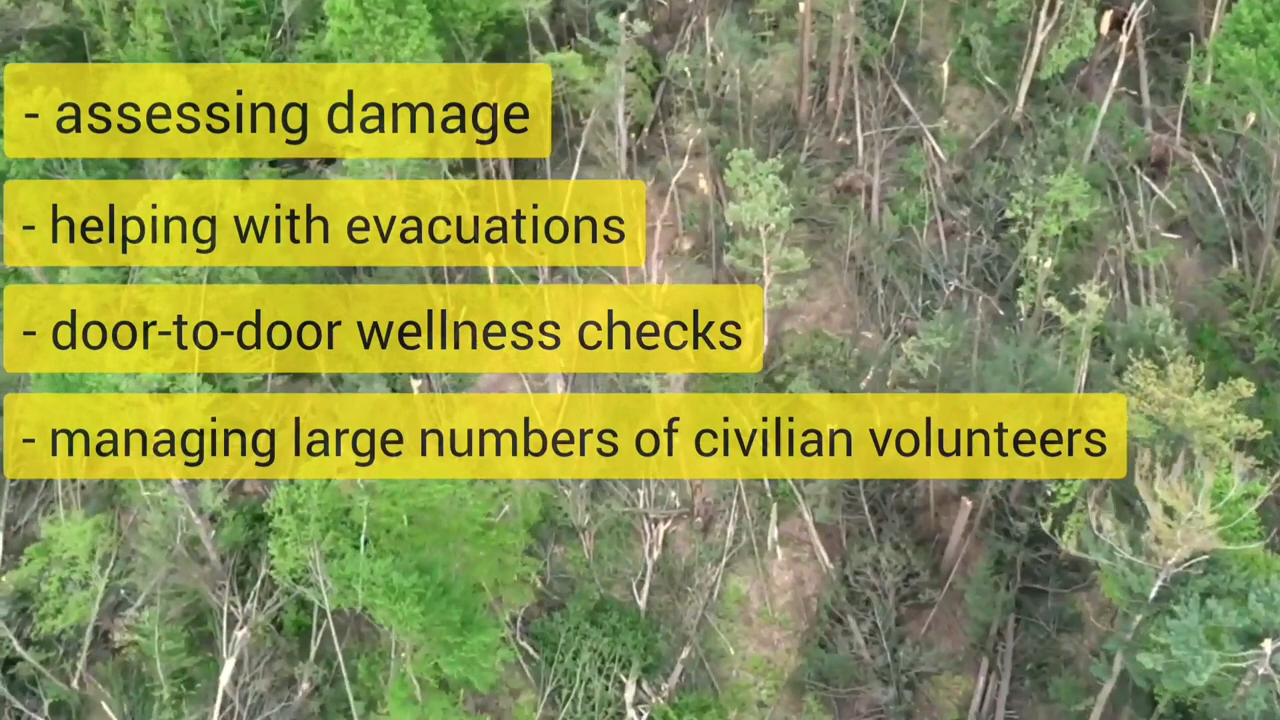 - assessing damage
- helping with evacuations
- door-to-door wellness checks
- managing large numbers of civilian volunteers